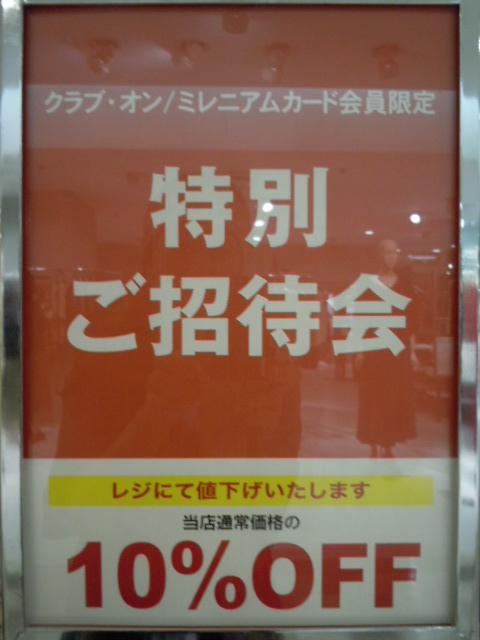 クラブ・オン/ミレニアムカード会員限定
特別
ご招待会
レジにて値下げいたします
当店通常価格の
10%OFF